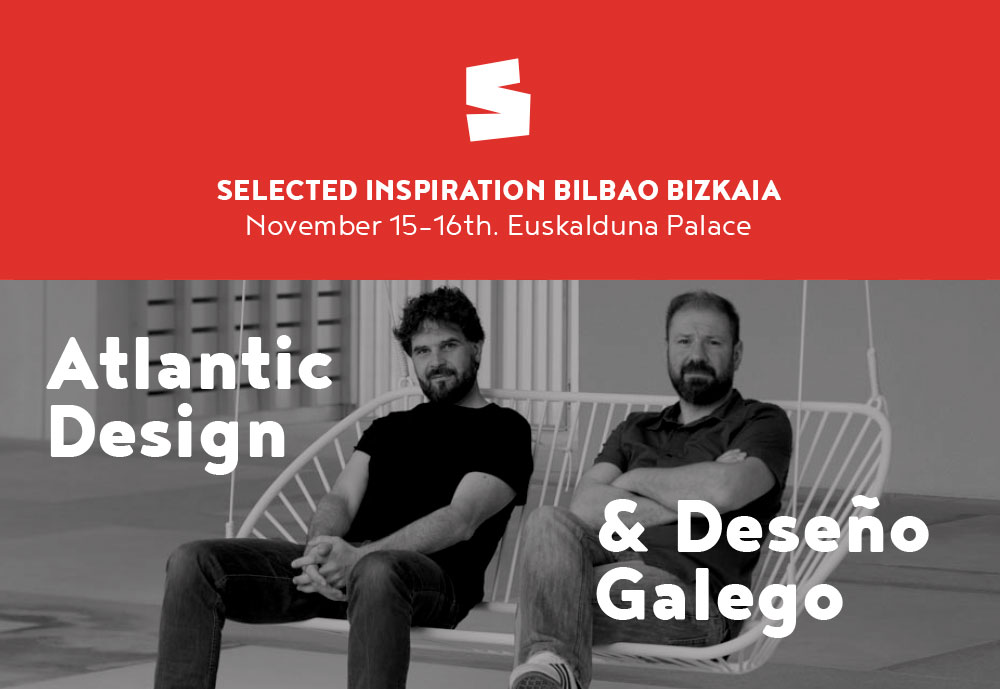 S
SELECTED INSPIRATION BILBAO BIZKAIA
November 15-16th. Euskalduna Palace
Atlantic
Design
& Deseño
Galego